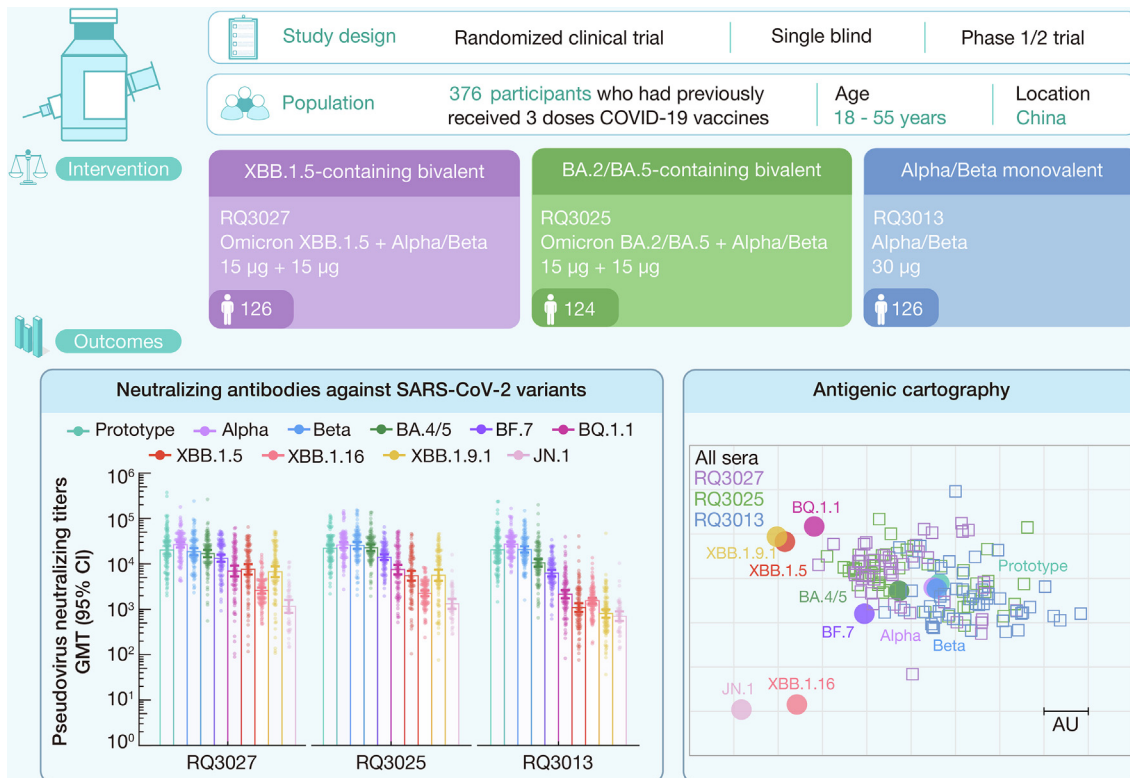 Study design
Randomized clinical trial
Single blind
Phase 1/2 trial
Population
376 participants who had previously
received 3 doses COVID-19 vaccines
Age
18 - 55 years
Location
China
Intervention
XBB.1.5-containing bivalent
RQ3027
Omicron XBB.1.5 + Alpha/Beta
15 µg + 15 µg
126
BA.2/BA.5-containing bivalent
RQ3025
Omicron BA.2/BA.5 + Alpha/Beta
15 µg + 15 µg
124
Alpha/Beta monovalent
RQ3013
Alpha/Beta
30 µg
126
Outcomes
Neutralizing antibodies against SARS-CoV-2 variants
Prototype Alpha Beta BA.4/5 BF.7 BQ.1.1
XBB.1.5 XBB.1.16 XBB.1.9.1 JN.1
Pseudovirus neutralizing titers
GMT (95% CI)
10⁶
10⁵
10⁴
10³
10²
10¹
10⁰
RQ3027 RQ3025 RQ3013
Antigenic cartography
All sera
RQ3027
RQ3025
RQ3013
BQ.1.1
XBB.1.9.1
XBB.1.5
Prototype
BA.4/5
BF.7
Alpha
Beta
JN.1
XBB.1.16
AU